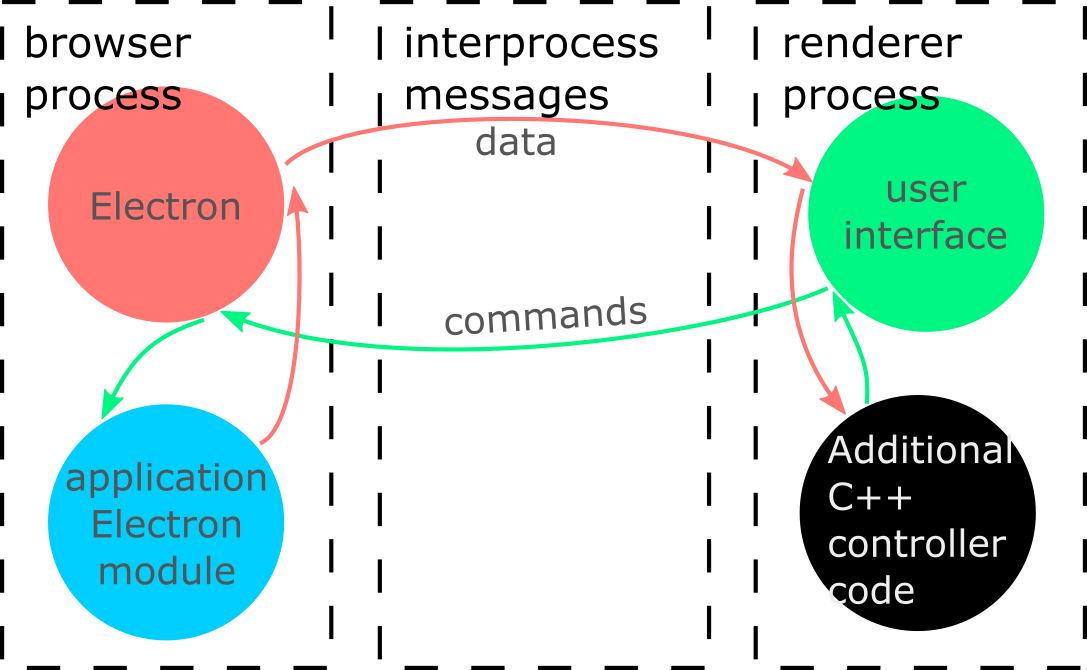 browser
process
interprocess
messages
renderer
process
data
Electron
user
interface
commands
application
Electron
module
Additional
C++
controller
code